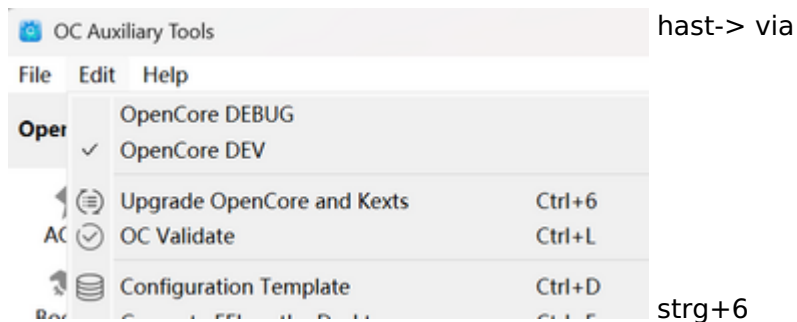 OC Auxiliary Tools
hast-> via
File Edit Help
OpenCore DEBUG
OpenCore DEV
Upgrade OpenCore and Kexts Ctrl+6
OC Validate Ctrl+L
Configuration Template Ctrl+D
strg+6